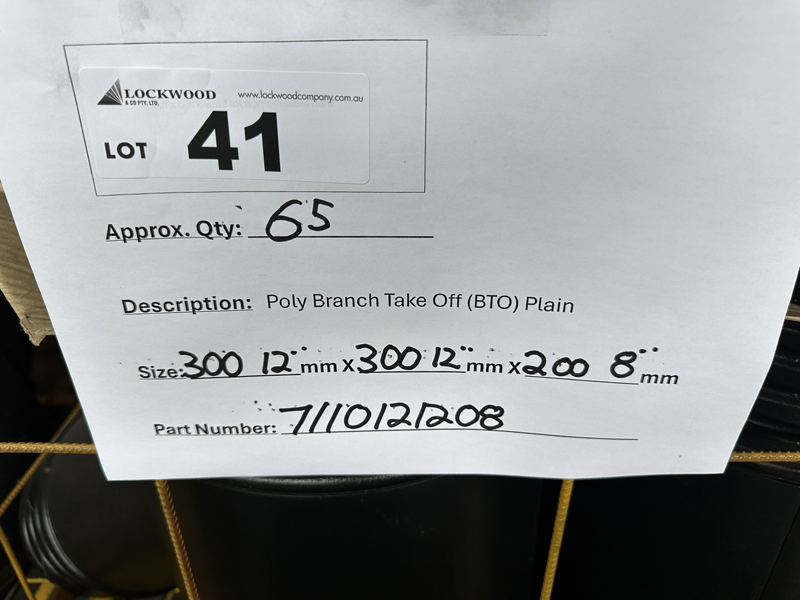 LOCKWOOD www.lockwoodcompany.com.au
& CO PTY. LTD.
LOT 41
Approx. Qty: 65
Description: Poly Branch Take Off (BTO) Plain
Size: 300 12" mm x 300 12" mm x 200 8" mm
Part Number: 7110121208